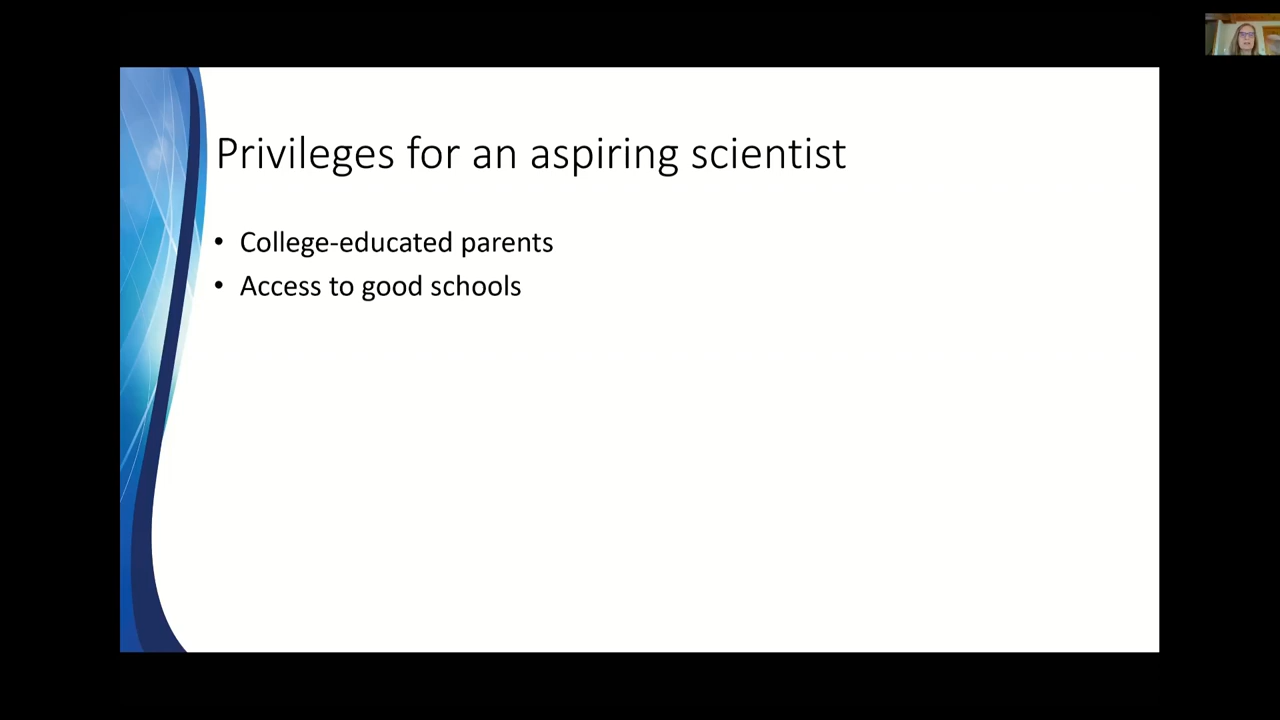 Privileges for an aspiring scientist
• College-educated parents
• Access to good schools